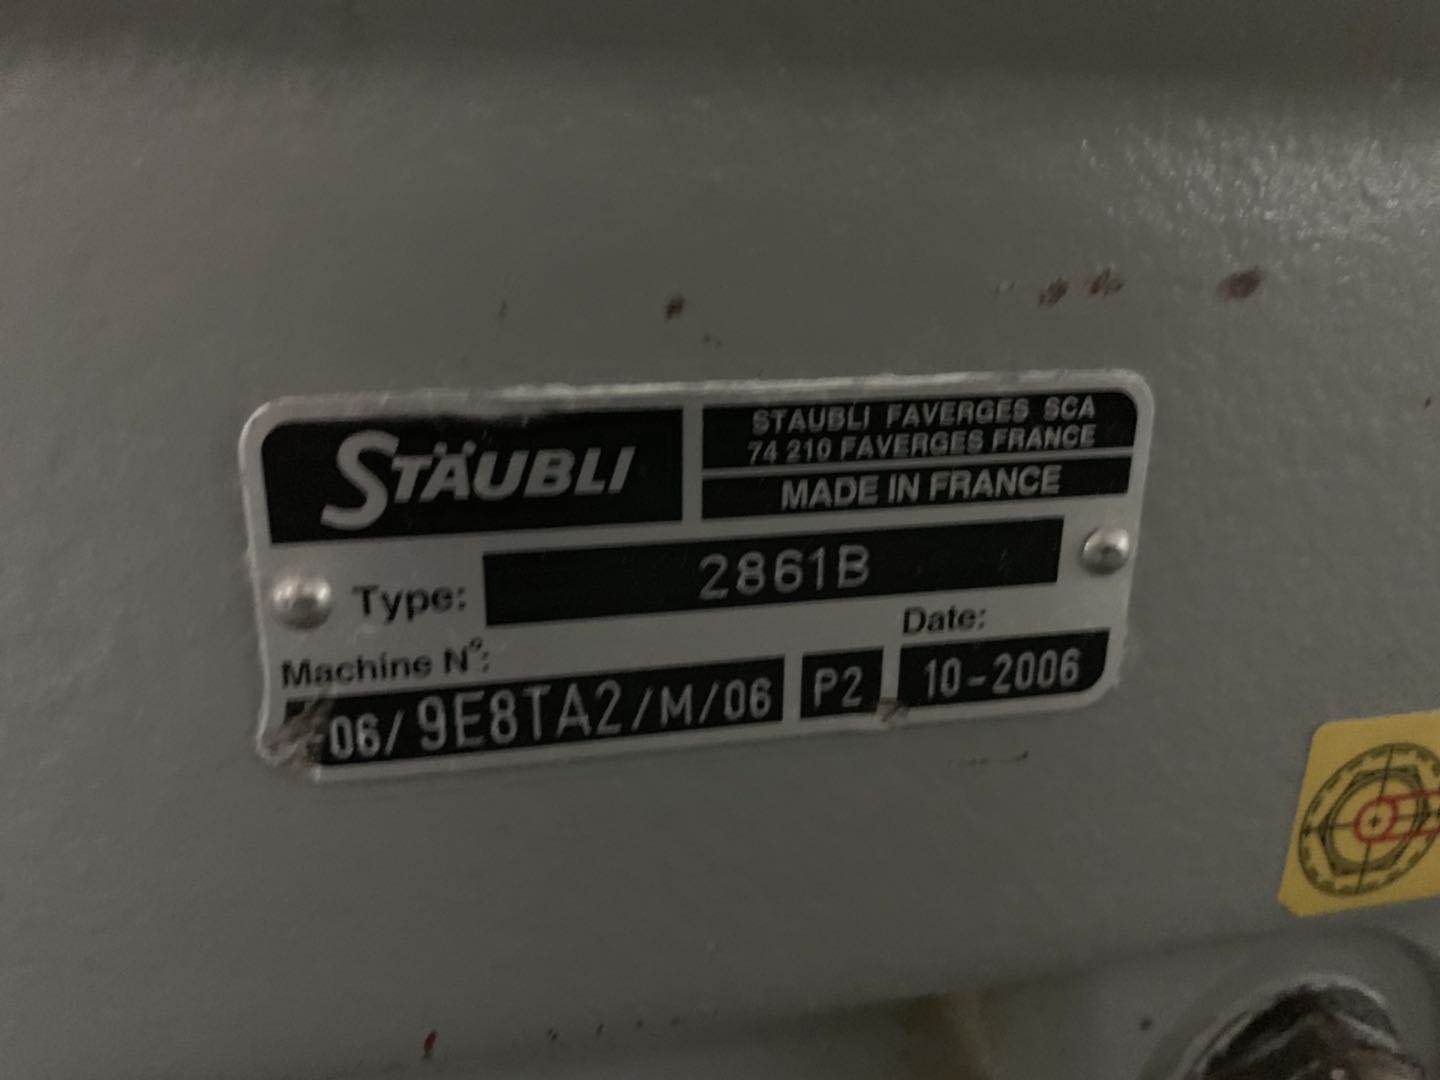 STÄUBLI
STAUBLI FAVERGES SCA
74 210 FAVERGES FRANCE
MADE IN FRANCE
Type: 2861B
Machine Nº:
06/9E8TA2/M/06
P2
Date:
10-2006